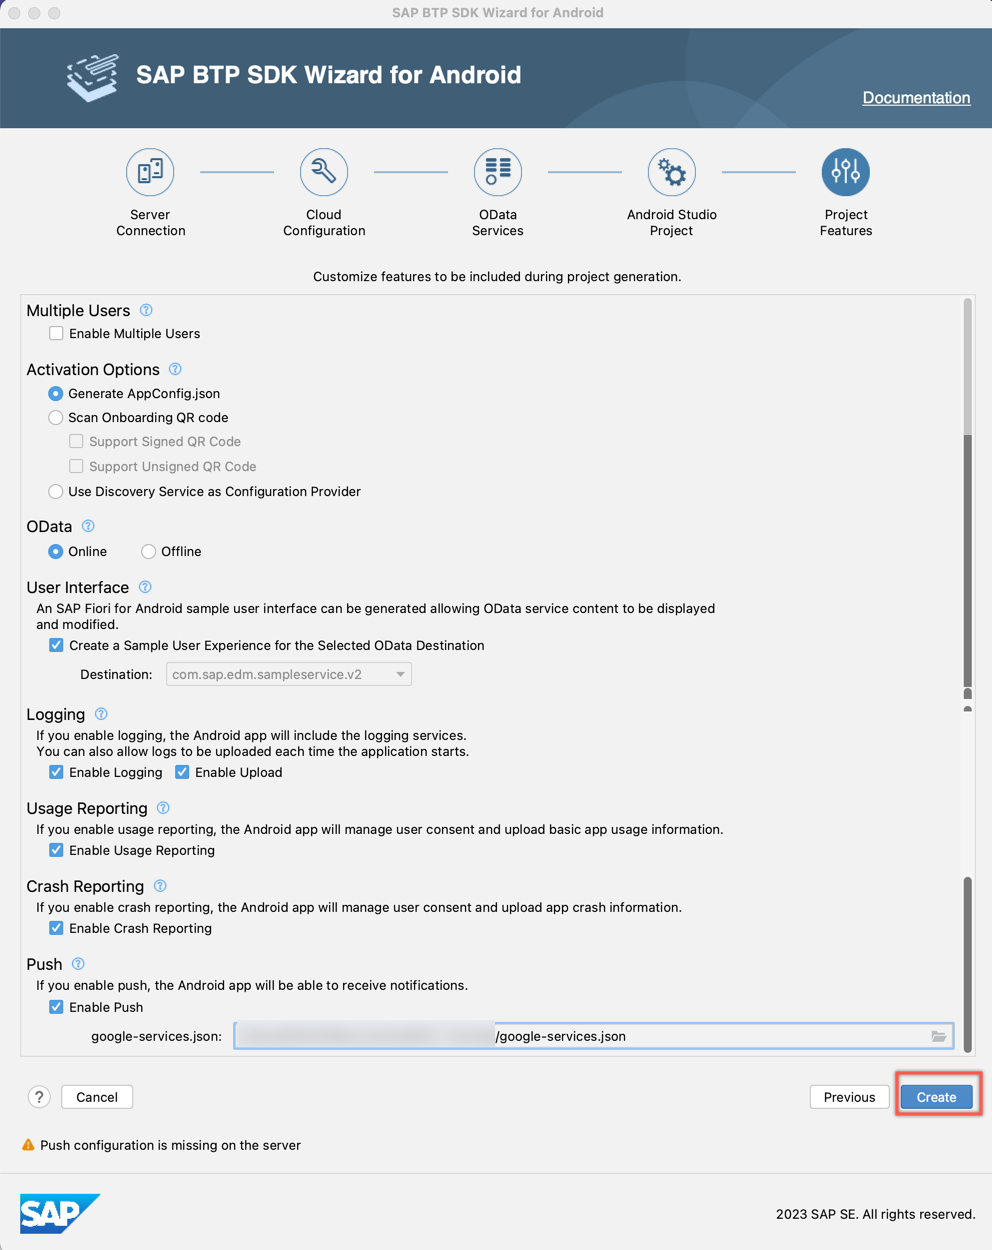 SAP BTP SDK Wizard for Android
SAP BTP SDK Wizard for Android
Documentation
Server
Connection
Cloud
Configuration
OData
Services
Android Studio
Project
Project
Features
Customize features to be included during project generation.
Multiple Users ?
Enable Multiple Users
Activation Options ?
Generate AppConfig.json
Scan Onboarding QR code
Support Signed QR Code
Support Unsigned QR Code
Use Discovery Service as Configuration Provider
OData ?
Online Offline
User Interface ?
An SAP Fiori for Android sample user interface can be generated allowing OData service content to be displayed
and modified.
Create a Sample User Experience for the Selected OData Destination
Destination: com.sap.edm.sampleservice.v2
Logging ?
If you enable logging, the Android app will include the logging services.
You can also allow logs to be uploaded each time the application starts.
Enable Logging Enable Upload
Usage Reporting ?
If you enable usage reporting, the Android app will manage user consent and upload basic app usage information.
Enable Usage Reporting
Crash Reporting ?
If you enable crash reporting, the Android app will manage user consent and upload app crash information.
Enable Crash Reporting
Push ?
If you enable push, the Android app will be able to receive notifications.
Enable Push
google-services.json: /google-services.json
? Cancel Previous Create
Push configuration is missing on the server
SAP
2023 SAP SE. All rights reserved.